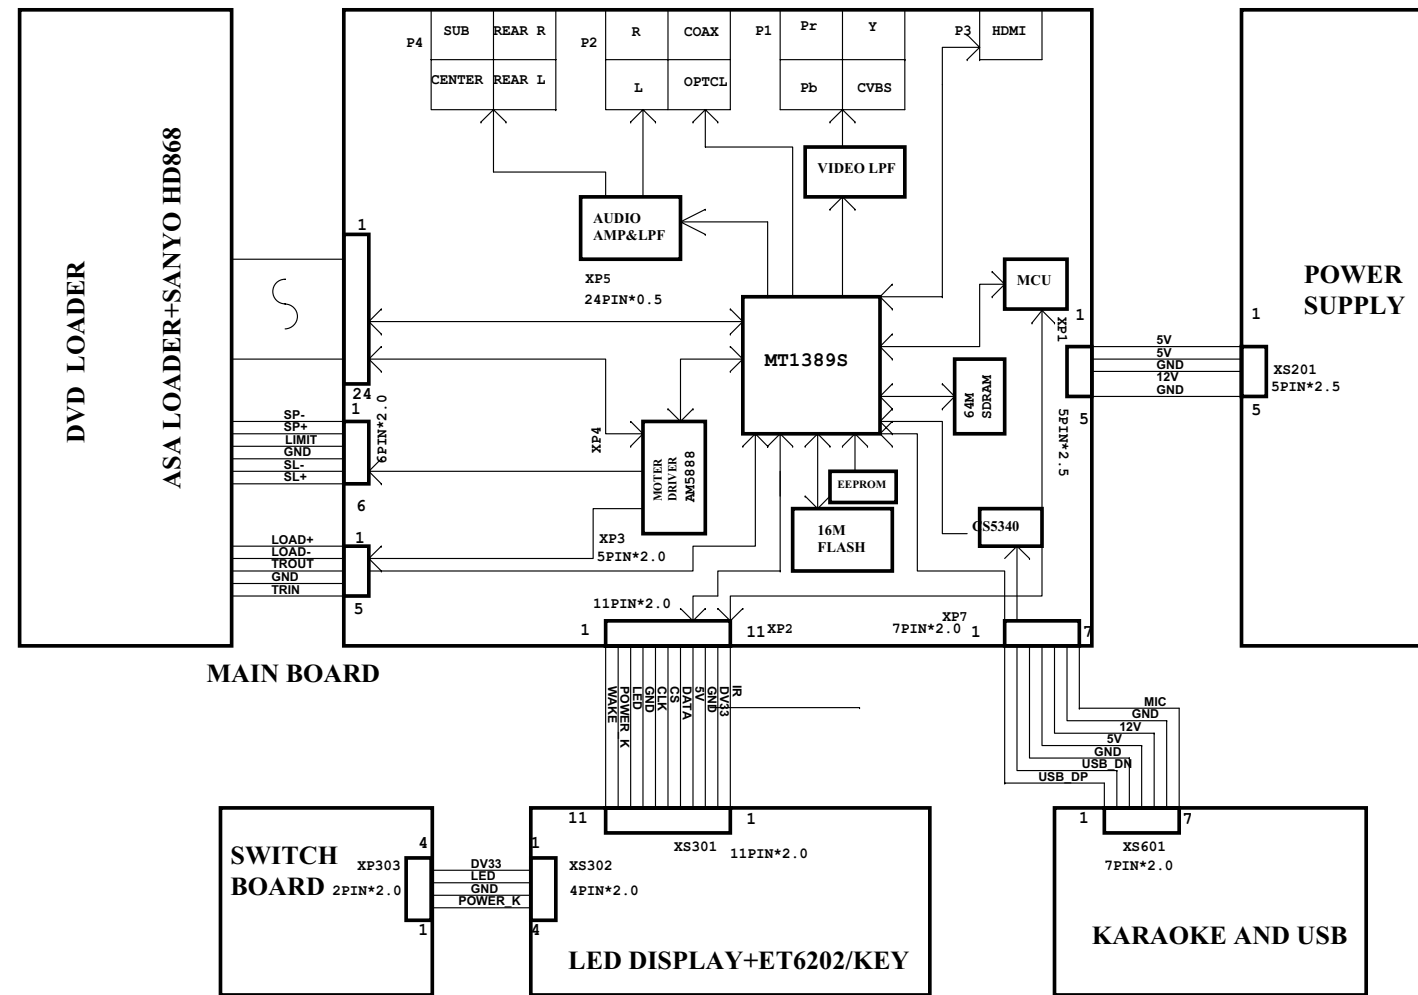 SUB REAR R
P4
CENTER REAR L
R COAX
P2
L OPTCL
Pr Y
P1
Pb CVBS
P3 HDMI
VIDEO LPF
AUDIO
AMP&LPF
MCU
MT1389S
64M
SDRAM
MOTER
DRIVER
AM5888
EEPROM
16M
FLASH
CS5340
DVD LOADER
ASA LOADER+SANYO HD868
1
XP5
24PIN*0.5
24
1
6PIN*2.0
XP4
SP-
SP+
LIMIT
GND
SL-
SL+
6
LOAD+
LOAD-
TROUT
GND
TRIN
1
XP3
5PIN*2.0
5
XP1
1
5PIN*2.5
5
5V
5V
GND
12V
GND
1
XS201
5PIN*2.5
5
POWER
SUPPLY
MAIN BOARD
11PIN*2.0
1
11 XP2
XP7
7PIN*2.0 1
7
WAKE
POWER_K
LED
GND
CLK
CS
DATA
5V
GND
DV33
IR
MIC
GND
12V
5V
GND
USB_DN
USB_DP
SWITCH
BOARD
4
XP303
2PIN*2.0
1
DV33
LED
GND
POWER_K
11
1
XS301
11PIN*2.0
1
XS302
4PIN*2.0
4
LED DISPLAY+ET6202/KEY
1
7
XS601
7PIN*2.0
KARAOKE AND USB